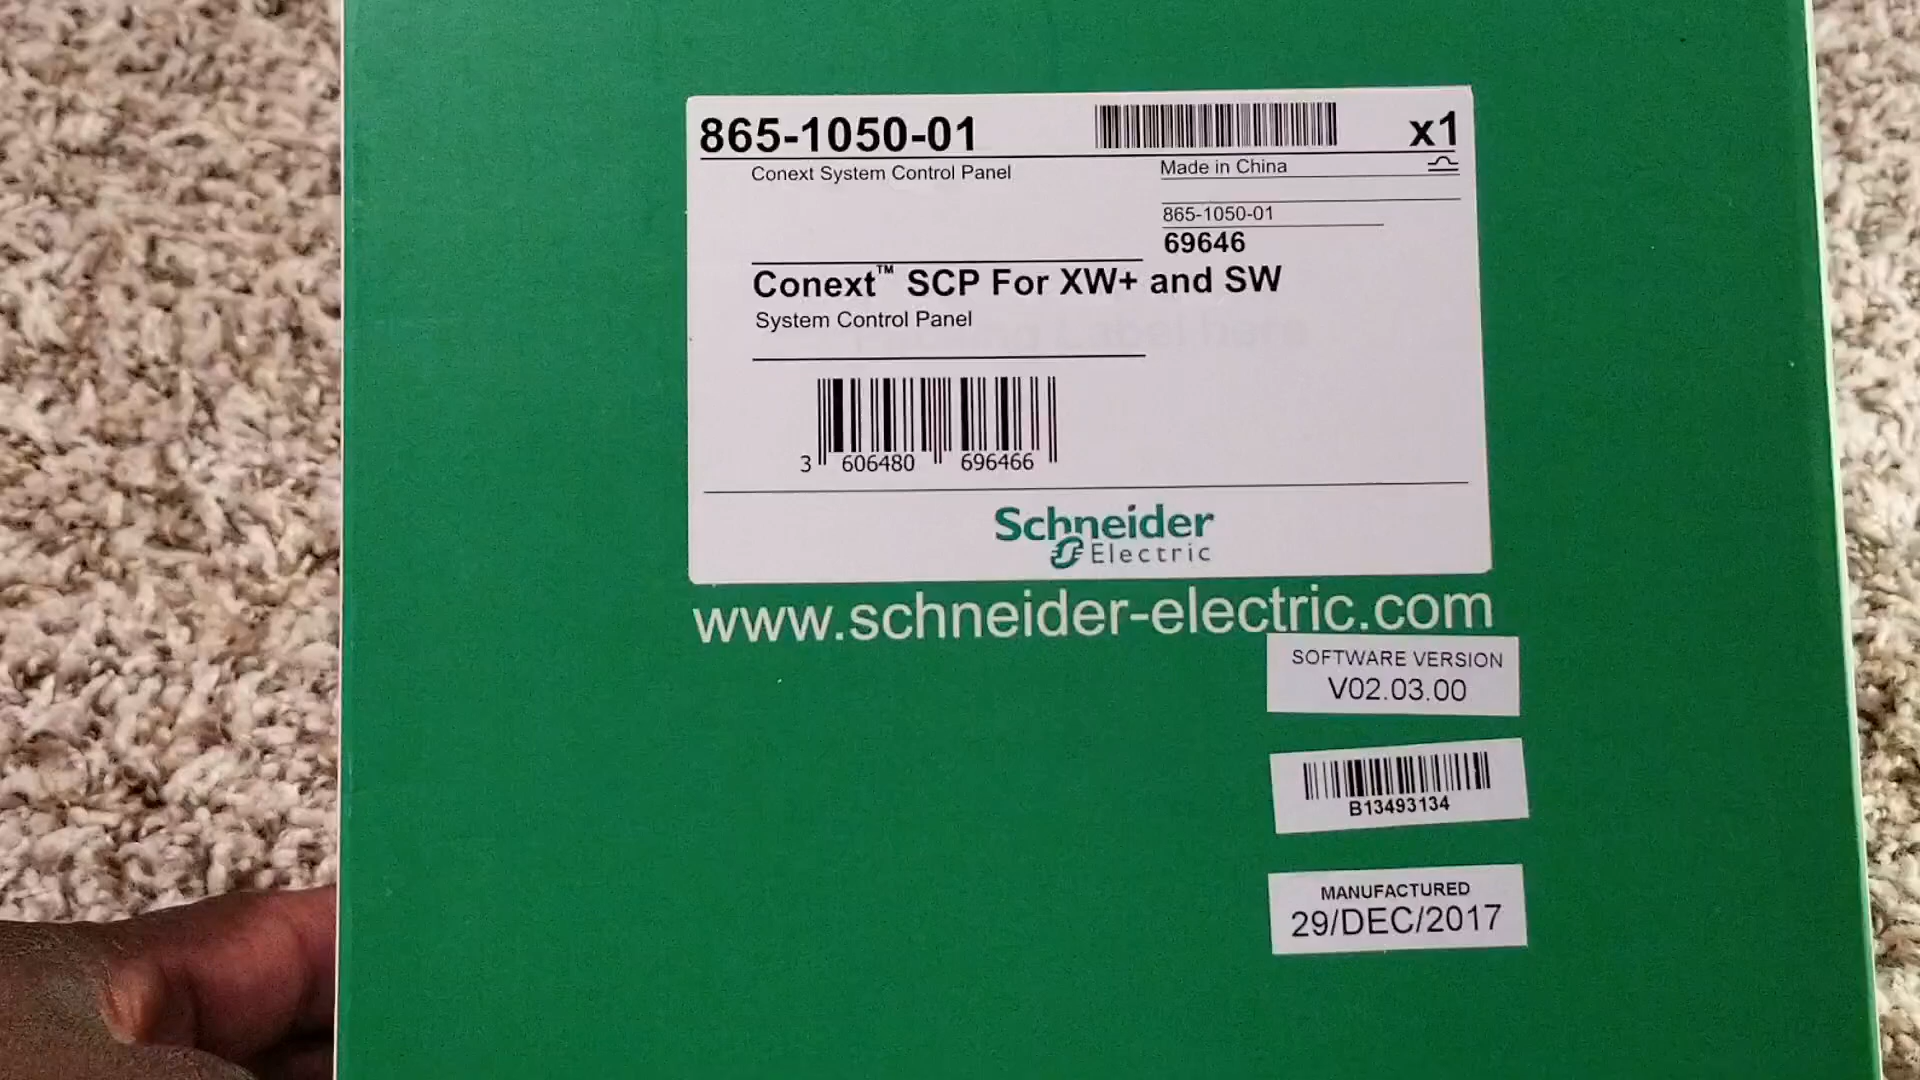 865-1050-01
x1
Conext System Control Panel
Made in China
865-1050-01
69646
Conext™ SCP For XW+ and SW
System Control Panel
3 606480 696466
Schneider
Electric
www.schneider-electric.com
SOFTWARE VERSION
V02.03.00
B13493134
MANUFACTURED
29/DEC/2017